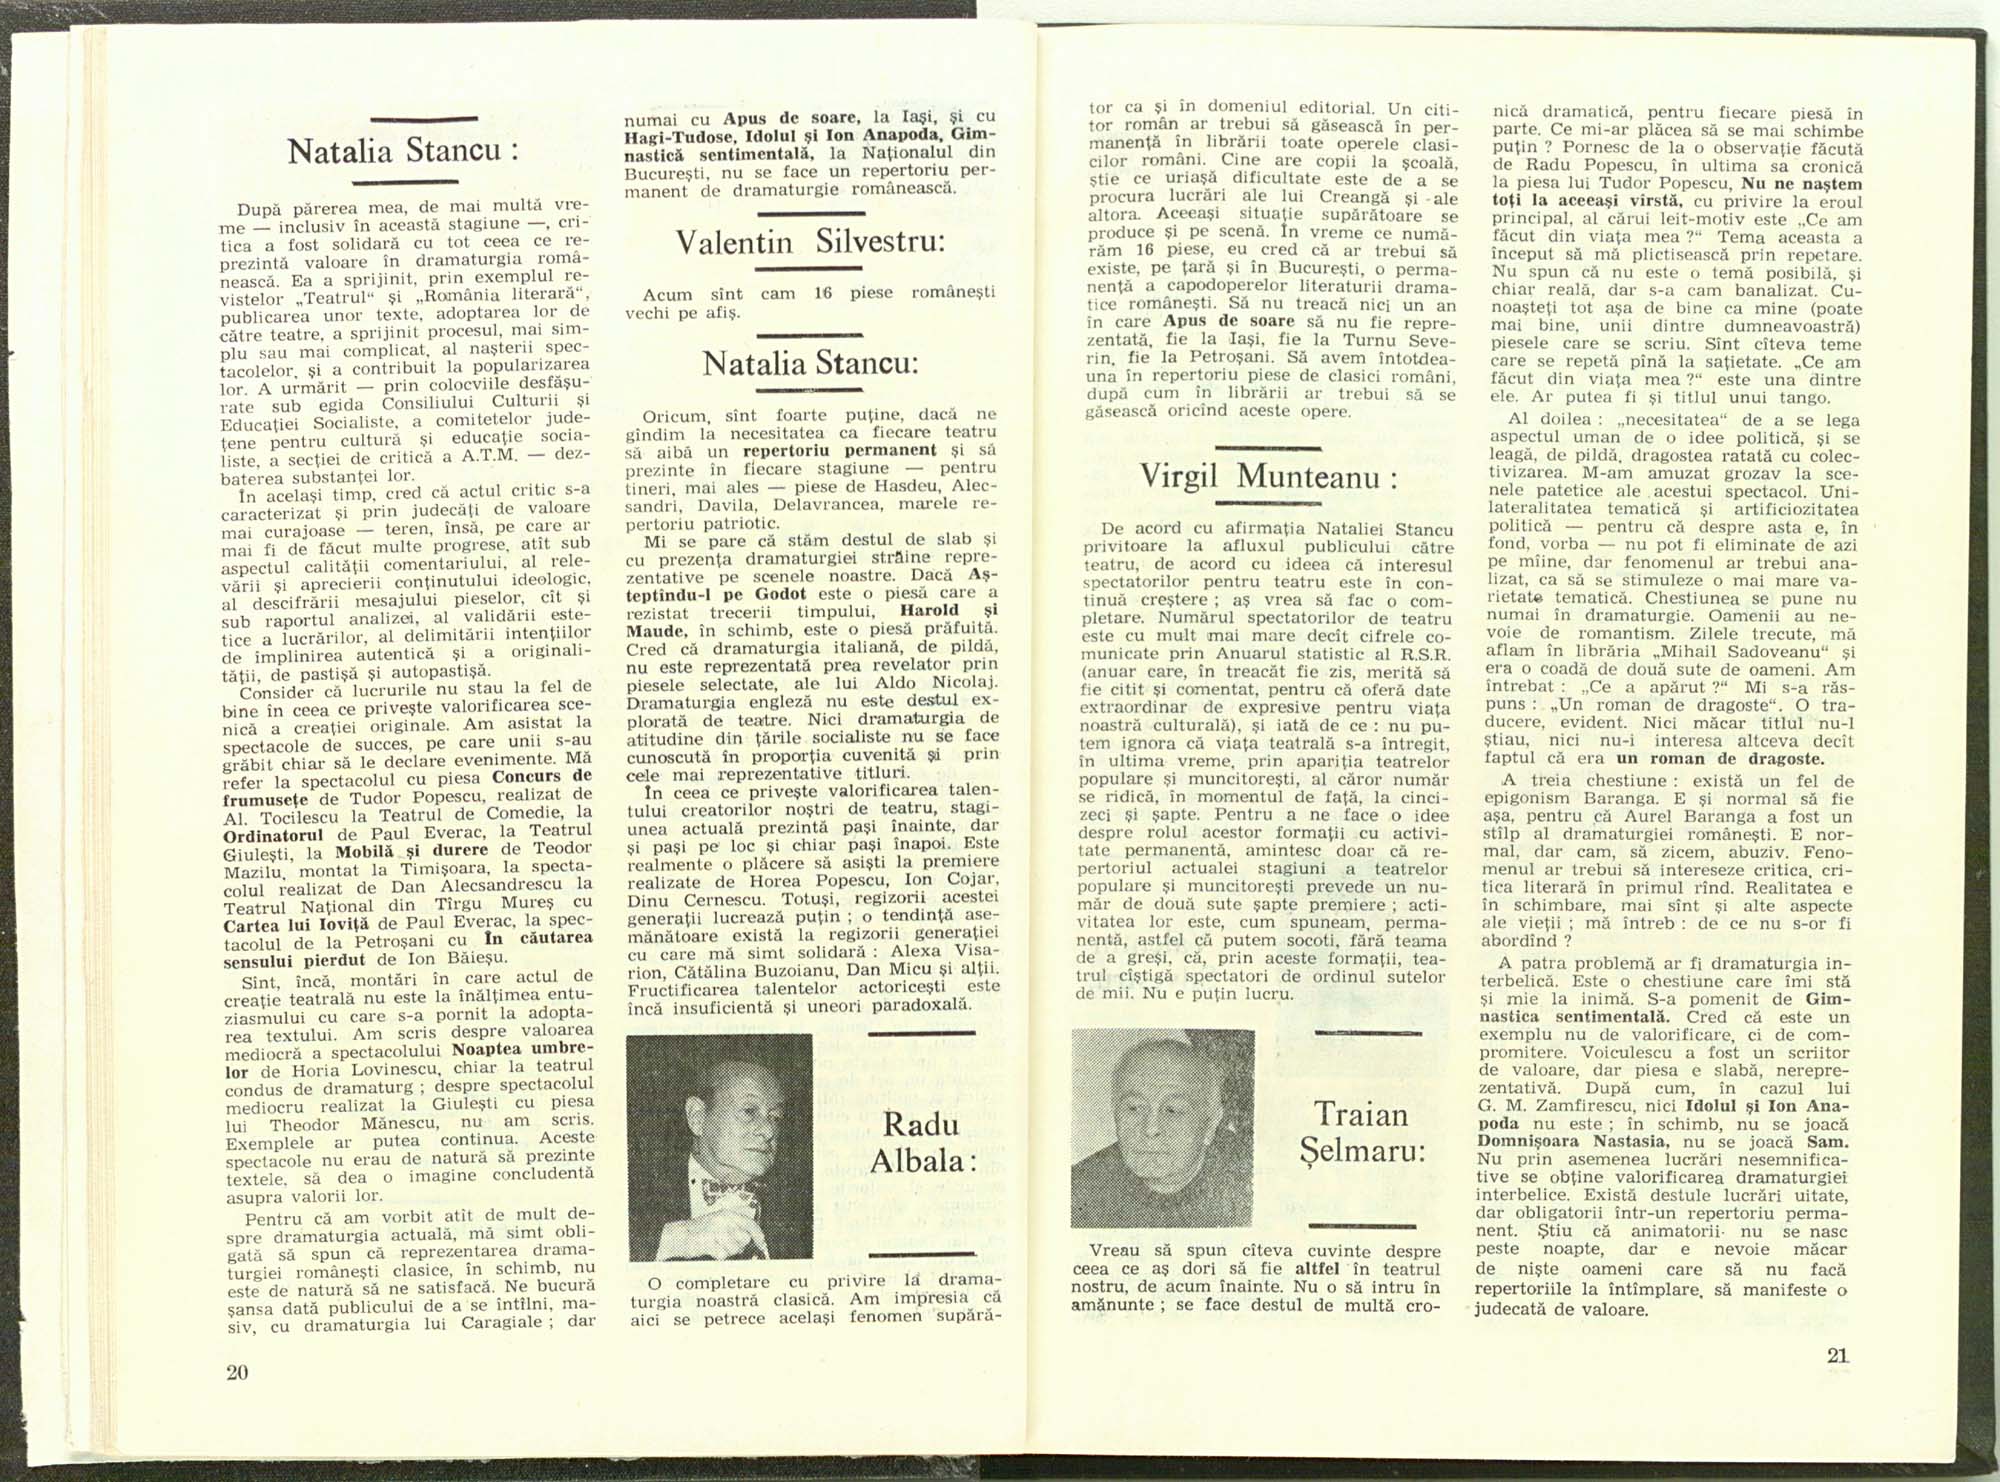 Natalia Stancu :
După părerea mea, de mai multă vre-
me — inclusiv în această stagiune —, cri-
tica a fost solidară cu tot ceea ce re-
prezintă valoare în dramaturgia româ-
nească. Ea a sprijinit, prin exemplul re-
vistelor „Teatrul“ și „România literară“,
publicarea unor texte, adoptarea lor de
către teatre, a sprijinit procesul, mai sim-
plu sau mai complicat, al nașterii spec-
tacolelor, și a contribuit la popularizarea
lor. A urmărit — prin colocviile desfășu-
rate sub egida Consiliului Culturii și
Educației Socialiste, a comitetelor jude-
țene pentru cultură și educație socia-
liste, a secției de critică a A.T.M. — dez-
baterea substanței lor.
În același timp, cred că actul critic s-a
caracterizat și prin judecăți de valoare
mai curajoase — teren, însă, pe care ar
mai fi de făcut multe progrese, atît sub
aspectul calității comentariului, al rele-
vării și aprecierii conținutului ideologic,
al descifrării mesajului pieselor, cît și
sub raportul analizei, al validării este-
tice a lucrărilor, al delimitării intențiilor
de împlinirea autentică și a originali-
tății, de pastișă și autopastișă.
Consider că lucrurile nu stau la fel de
bine în ceea ce privește valorificarea sce-
nică a creației originale. Am asistat la
spectacole de succes, pe care unii s-au
grăbit chiar să le declare evenimente. Mă
refer la spectacolul cu piesa Concurs de
frumusețe de Tudor Popescu, realizat de
Al. Tocilescu la Teatrul de Comedie, la
Ordinatorul de Paul Everac, la Teatrul
Giulești, la Mobilă și durere de Teodor
Mazilu, montat la Timișoara, la specta-
colul realizat de Dan Alecsandrescu la
Teatrul Național din Tîrgu Mureș cu
Cartea lui Ioviță de Paul Everac, la spec-
tacolul de la Petroșani cu În căutarea
sensului pierdut de Ion Băieșu.
Sînt, încă, montări în care actul de
creație teatrală nu este la înălțimea entu-
ziasmului cu care s-a pornit la adopta-
rea textului. Am scris despre valoarea
mediocră a spectacolului Noaptea umbre-
lor de Horia Lovinescu, chiar la teatrul
condus de dramaturg ; despre spectacolul
mediocru realizat la Giulești cu piesa
lui Theodor Mănescu, nu am scris.
Exemplele ar putea continua. Aceste
spectacole nu erau de natură să prezinte
textele, să dea o imagine concludentă
asupra valorii lor.
Pentru că am vorbit atît de mult de-
spre dramaturgia actuală, mă simt obli-
gată să spun că reprezentarea drama-
turgiei românești clasice, în schimb, nu
este de natură să ne satisfacă. Ne bucură
șansa dată publicului de a se întîlni, ma-
siv, cu dramaturgia lui Caragiale ; dar
20
numai cu Apus de soare, la Iași, și cu
Hagi-Tudose, Idolul și Ion Anapoda, Gim-
nastică sentimentală, la Naționalul din
București, nu se face un repertoriu per-
manent de dramaturgie românească.
Valentin Silvestru:
Acum sînt cam 16 piese românești
vechi pe afiș.
Natalia Stancu:
Oricum, sînt foarte puține, dacă ne
gîndim la necesitatea ca fiecare teatru
să aibă un repertoriu permanent și să
prezinte în fiecare stagiune — pentru
tineri, mai ales — piese de Hasdeu, Alec-
sandri, Davila, Delavrancea, marele re-
pertoriu patriotic.
Mi se pare că stăm destul de slab și
cu prezența dramaturgiei străine repre-
zentative pe scenele noastre. Dacă Aș-
teptîndu-l pe Godot este o piesă care a
rezistat trecerii timpului, Harold și
Maude, în schimb, este o piesă prăfuită.
Cred că dramaturgia italiană, de pildă,
nu este reprezentată prea revelator prin
piesele selectate, ale lui Aldo Nicolaj.
Dramaturgia engleză nu este destul ex-
plorată de teatre. Nici dramaturgia de
atitudine din țările socialiste nu se face
cunoscută în proporția cuvenită și prin
cele mai reprezentative titluri.
În ceea ce privește valorificarea talen-
tului creatorilor noștri de teatru, stagi-
unea actuală prezintă pași înainte, dar
și pași pe loc și chiar pași înapoi. Este
realmente o plăcere să asiști la premiere
realizate de Horea Popescu, Ion Cojar,
Dinu Cernescu. Totuși, regizorii acestei
generații lucrează puțin ; o tendință ase-
mănătoare există la regizorii generației
cu care mă simt solidară : Alexa Visa-
rion, Cătălina Buzoianu, Dan Micu și alții.
Fructificarea talentelor actoricești este
încă insuficientă și uneori paradoxală.
Radu
Albala :
O completare cu privire la drama-
turgia noastră clasică. Am impresia că
aici se petrece același fenomen supără-
tor ca și în domeniul editorial. Un citi-
tor român ar trebui să găsească în per-
manență în librării toate operele clasi-
cilor români. Cine are copii la școală,
știe ce uriașă dificultate este de a se
procura lucrări ale lui Creangă și ale
altora. Aceeași situație supărătoare se
produce și pe scenă. În vreme ce numă-
răm 16 piese, eu cred că ar trebui să
existe, pe țară și în București, o perma-
nență a capodoperelor literaturii drama-
tice românești. Să nu treacă nici un an
în care Apus de soare să nu fie repre-
zentată, fie la Iași, fie la Turnu Seve-
rin, fie la Petroșani. Să avem întotdea-
una în repertoriu piese de clasici români,
după cum în librării ar trebui să se
găsească oricînd aceste opere.
Virgil Munteanu :
De acord cu afirmația Nataliei Stancu
privitoare la afluxul publicului către
teatru, de acord cu ideea că interesul
spectatorilor pentru teatru este în con-
tinuă creștere ; aș vrea să fac o com-
pletare. Numărul spectatorilor de teatru
este cu mult mai mare decît cifrele co-
municate prin Anuarul statistic al R.S.R.
(anuar care, în treacăt fie zis, merită să
fie citit și comentat, pentru că oferă date
extraordinar de expresive pentru viața
noastră culturală), și iată de ce : nu pu-
tem ignora că viața teatrală s-a întregit,
în ultima vreme, prin apariția teatrelor
populare și muncitorești, al căror număr
se ridică, în momentul de față, la cinci-
zeci și șapte. Pentru a ne face o idee
despre rolul acestor formații cu activi-
tate permanentă, amintesc doar că re-
pertoriul actualei stagiuni a teatrelor
populare și muncitorești prevede un nu-
măr de două sute șapte premiere ; acti-
vitatea lor este, cum spuneam, perma-
nentă, astfel că putem socoti, fără teama
de a greși, că, prin aceste formații, tea-
trul cîștigă spectatori de ordinul sutelor
de mii. Nu e puțin lucru.
Traian
Șelmaru:
Vreau să spun cîteva cuvinte despre
ceea ce aș dori să fie altfel în teatrul
nostru, de acum înainte. Nu o să intru în
amănunte ; se face destul de multă cro-
nică dramatică, pentru fiecare piesă în
parte. Ce mi-ar plăcea să se mai schimbe
puțin ? Pornesc de la o observație făcută
de Radu Popescu, în ultima sa cronică
la piesa lui Tudor Popescu, Nu ne naștem
toți la aceeași vîrstă, cu privire la eroul
principal, al cărui leit-motiv este „Ce am
făcut din viața mea ?“ Tema aceasta a
început să mă plictisească prin repetare.
Nu spun că nu este o temă posibilă, și
chiar reală, dar s-a cam banalizat. Cu-
noașteți tot așa de bine ca mine (poate
mai bine, unii dintre dumneavoastră)
piesele care se scriu. Sînt cîteva teme
care se repetă pînă la sațietate. „Ce am
făcut din viața mea ?“ este una dintre
ele. Ar putea fi și titlul unui tango.
Al doilea : „necesitatea“ de a se lega
aspectul uman de o idee politică, și se
leagă, de pildă, dragostea ratată cu colec-
tivizarea. M-am amuzat grozav la sce-
nele patetice ale acestui spectacol. Uni-
lateralitatea tematică și artificiozitatea
politică — pentru că despre asta e, în
fond, vorba — nu pot fi eliminate de azi
pe mîine, dar fenomenul ar trebui ana-
lizat, ca să se stimuleze o mai mare va-
rietate tematică. Chestiunea se pune nu
numai în dramaturgie. Oamenii au ne-
voie de romantism. Zilele trecute, mă
aflam în librăria „Mihail Sadoveanu“ și
era o coadă de două sute de oameni. Am
întrebat : „Ce a apărut ?“ Mi s-a răs-
puns : „Un roman de dragoste“. O tra-
ducere, evident. Nici măcar titlul nu-l
știau, nici nu-i interesa altceva decît
faptul că era un roman de dragoste.
A treia chestiune : există un fel de
epigonism Baranga. E și normal să fie
așa, pentru că Aurel Baranga a fost un
stîlp al dramaturgiei românești. E nor-
mal, dar cam, să zicem, abuziv. Feno-
menul ar trebui să intereseze critica, cri-
tica literară în primul rînd. Realitatea e
în schimbare, mai sînt și alte aspecte
ale vieții ; mă întreb : de ce nu s-or fi
abordînd ?
A patra problemă ar fi dramaturgia in-
terbelică. Este o chestiune care îmi stă
și mie la inimă. S-a pomenit de Gim-
nastica sentimentală. Cred că este un
exemplu nu de valorificare, ci de com-
promitere. Voiculescu a fost un scriitor
de valoare, dar piesa e slabă, nerepre-
zentativă. După cum, în cazul lui
G. M. Zamfirescu, nici Idolul și Ion Ana-
poda nu este ; în schimb, nu se joacă
Domnișoara Nastasia, nu se joacă Sam.
Nu prin asemenea lucrări nesemnifica-
tive se obține valorificarea dramaturgiei
interbelice. Există destule lucrări uitate,
dar obligatorii într-un repertoriu perma-
nent. Știu că animatorii nu se nasc
peste noapte, dar e nevoie măcar
de niște oameni care să nu facă
repertoriile la întîmplare, să manifeste o
judecată de valoare.
21